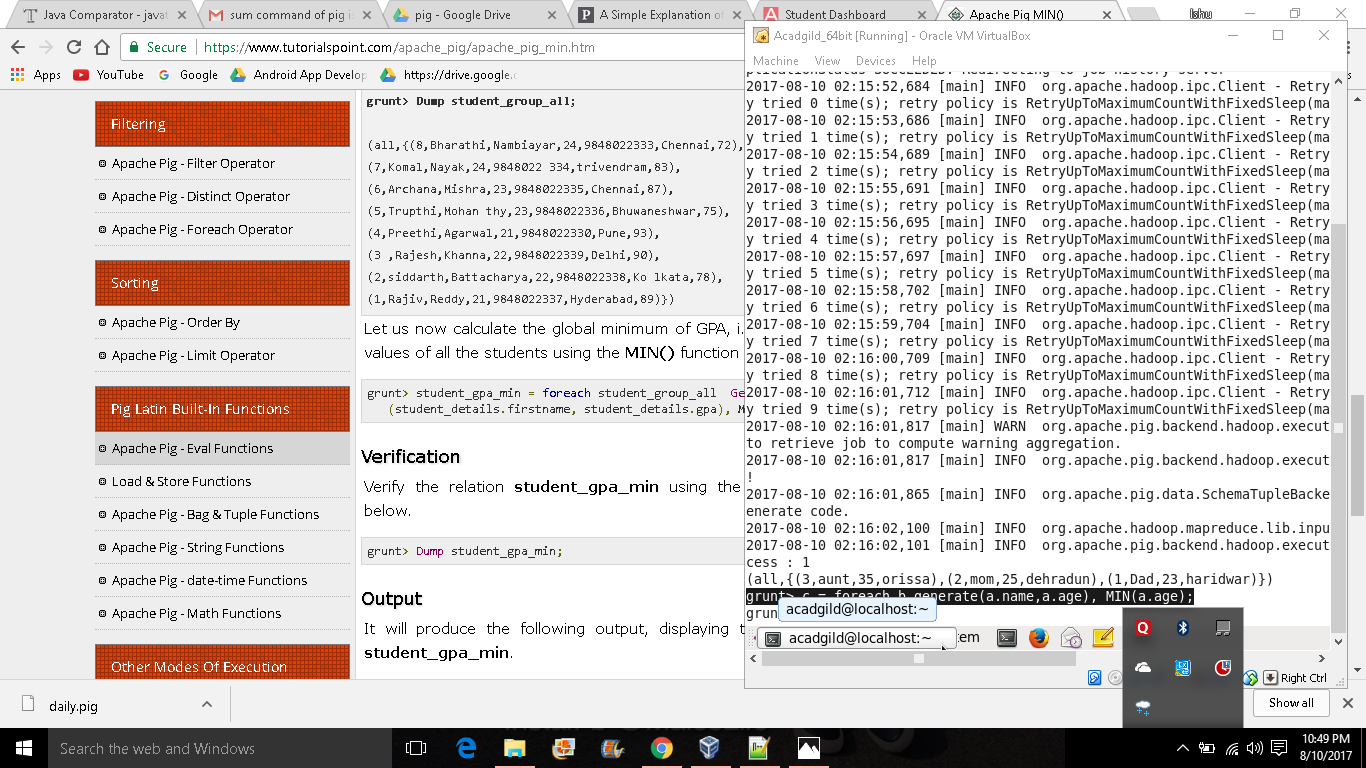 Java Comparator - javat
sum command of pig is
pig - Google Drive
A Simple Explanation of
Student Dashboard
Apache Pig MIN()
Ishu
Secure
https://www.tutorialspoint.com/apache_pig/apache_pig_min.htm
Apps
YouTube
Google
Android App Develop
https://drive.google.c
Filtering
Apache Pig - Filter Operator
Apache Pig - Distinct Operator
Apache Pig - Foreach Operator
Sorting
Apache Pig - Order By
Apache Pig - Limit Operator
Pig Latin Built-In Functions
Apache Pig - Eval Functions
Load & Store Functions
Apache Pig - Bag & Tuple Functions
Apache Pig - String Functions
Apache Pig - date-time Functions
Apache Pig - Math Functions
Other Modes Of Execution
grunt> Dump student_group_all;
(all,{(8,Bharathi,Nambiayar,24,9848022333,Chennai,72),
(7,Komal,Nayak,24,9848022 334,trivendram,83),
(6,Archana,Mishra,23,9848022335,Chennai,87),
(5,Trupthi,Mohan thy,23,9848022336,Bhuwaneshwar,75),
(4,Preethi,Agarwal,21,9848022330,Pune,93),
(3 ,Rajesh,Khanna,22,9848022339,Delhi,90),
(2,siddarth,Battacharya,22,9848022338,Ko lkata,78),
(1,Rajiv,Reddy,21,9848022337,Hyderabad,89)})
Let us now calculate the global minimum of GPA, i.
values of all the students using the MIN() function
grunt> student_gpa_min = foreach student_group_all  Ge
(student_details.firstname, student_details.gpa), M
Verification
Verify the relation student_gpa_min using the
below.
grunt> Dump student_gpa_min;
Output
It will produce the following output, displaying t
student_gpa_min.
Acadgild_64bit [Running] - Oracle VM VirtualBox
Machine View Devices Help
2017-08-10 02:15:52,684 [main] INFO  org.apache.hadoop.ipc.Client - Retry
y tried 0 time(s); retry policy is RetryUpToMaximumCountWithFixedSleep(ma
2017-08-10 02:15:53,686 [main] INFO  org.apache.hadoop.ipc.Client - Retry
y tried 1 time(s); retry policy is RetryUpToMaximumCountWithFixedSleep(ma
2017-08-10 02:15:54,689 [main] INFO  org.apache.hadoop.ipc.Client - Retry
y tried 2 time(s); retry policy is RetryUpToMaximumCountWithFixedSleep(ma
2017-08-10 02:15:55,691 [main] INFO  org.apache.hadoop.ipc.Client - Retry
y tried 3 time(s); retry policy is RetryUpToMaximumCountWithFixedSleep(ma
2017-08-10 02:15:56,695 [main] INFO  org.apache.hadoop.ipc.Client - Retry
y tried 4 time(s); retry policy is RetryUpToMaximumCountWithFixedSleep(ma
2017-08-10 02:15:57,697 [main] INFO  org.apache.hadoop.ipc.Client - Retry
y tried 5 time(s); retry policy is RetryUpToMaximumCountWithFixedSleep(ma
2017-08-10 02:15:58,702 [main] INFO  org.apache.hadoop.ipc.Client - Retry
y tried 6 time(s); retry policy is RetryUpToMaximumCountWithFixedSleep(ma
2017-08-10 02:15:59,704 [main] INFO  org.apache.hadoop.ipc.Client - Retry
y tried 7 time(s); retry policy is RetryUpToMaximumCountWithFixedSleep(ma
2017-08-10 02:16:00,709 [main] INFO  org.apache.hadoop.ipc.Client - Retry
y tried 8 time(s); retry policy is RetryUpToMaximumCountWithFixedSleep(ma
2017-08-10 02:16:01,712 [main] INFO  org.apache.hadoop.ipc.Client - Retry
y tried 9 time(s); retry policy is RetryUpToMaximumCountWithFixedSleep(ma
2017-08-10 02:16:01,817 [main] WARN  org.apache.pig.backend.hadoop.execut
to retrieve job to compute warning aggregation.
2017-08-10 02:16:01,817 [main] INFO  org.apache.pig.backend.hadoop.execut
!
2017-08-10 02:16:01,865 [main] INFO  org.apache.pig.data.SchemaTupleBacke
enerate code.
2017-08-10 02:16:02,100 [main] INFO  org.apache.hadoop.mapreduce.lib.inpu
2017-08-10 02:16:02,101 [main] INFO  org.apache.pig.backend.hadoop.execut
cess : 1
(all,{(3,aunt,35,orissa),(2,mom,25,dehradun),(1,Dad,23,haridwar)})
grunt> c = foreach b generate(a.name,a.age), MIN(a.age);
grun
acadgild@localhost:~
acadgild@localhost:~
tem
Right Ctrl
daily.pig
Show all
Search the web and Windows
10:49 PM
8/10/2017